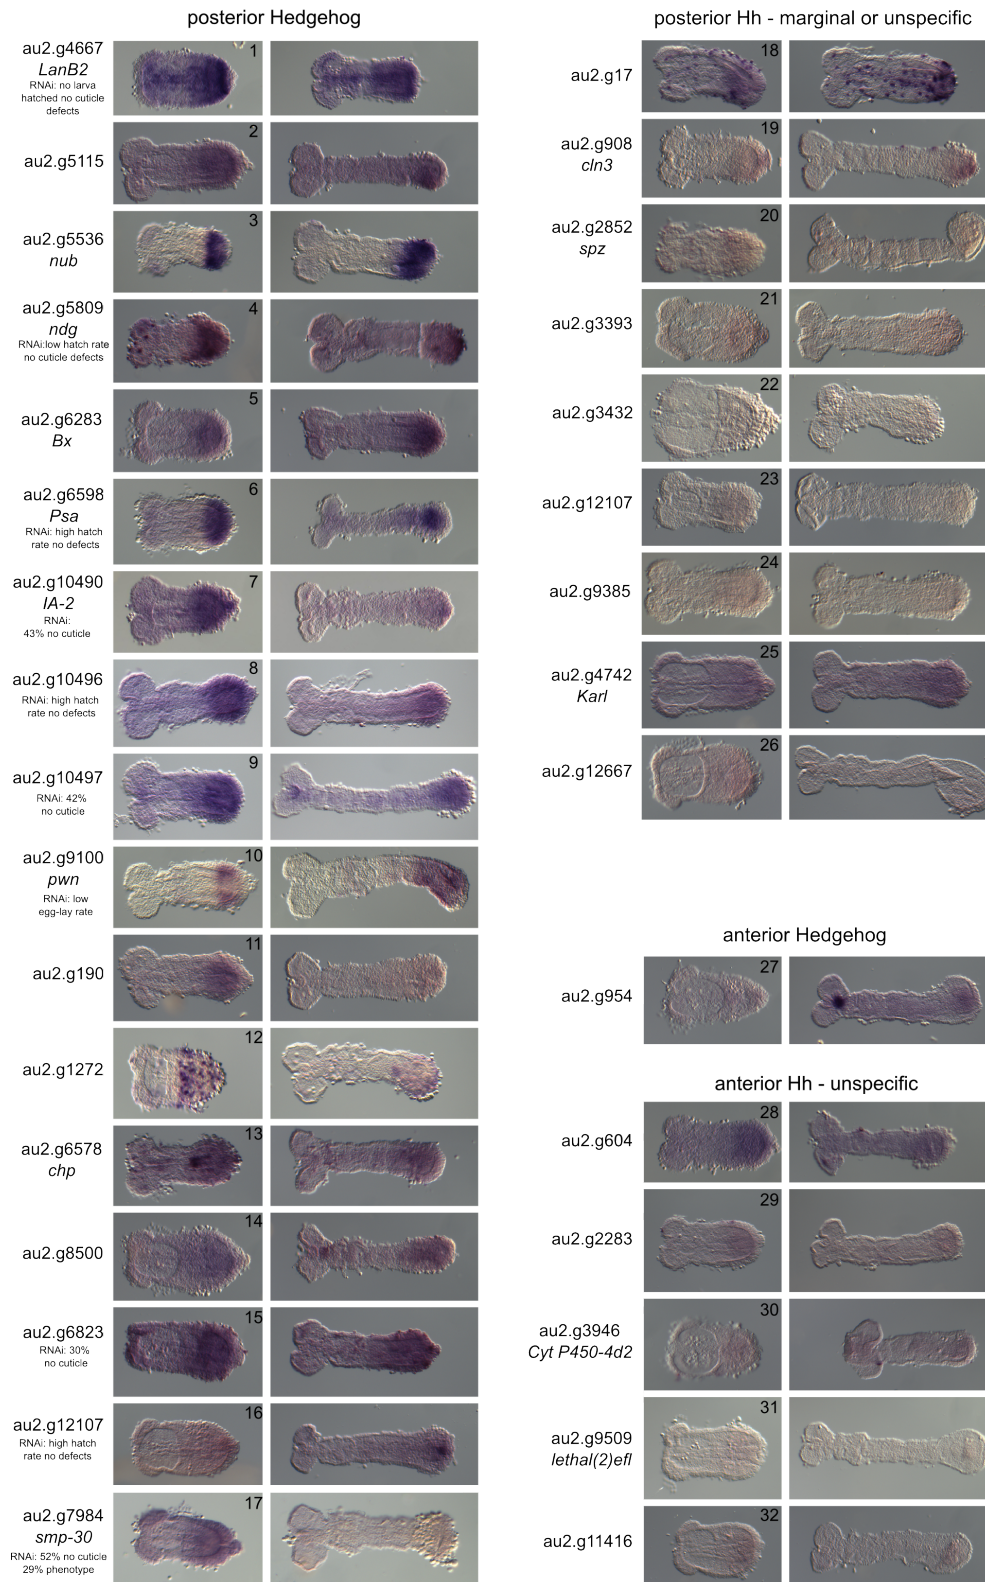 posterior Hedgehog
au2.g4667
LanB2
RNAi: no larva
hatched no cuticle
defects
1
au2.g5115
2
au2.g5536
nub
3
au2.g5809
ndg
RNAi:low hatch rate
no cuticle defects
4
au2.g6283
Bx
5
au2.g6598
Psa
RNAi: high hatch
rate no defects
6
au2.g10490
IA-2
RNAi:
43% no cuticle
7
au2.g10496
RNAi: high hatch
rate no defects
8
au2.g10497
RNAi: 42%
no cuticle
9
au2.g9100
pwn
RNAi: low
egg-lay rate
10
au2.g190
11
au2.g1272
12
au2.g6578
chp
13
au2.g8500
14
au2.g6823
RNAi: 30%
no cuticle
15
au2.g12107
RNAi: high hatch
rate no defects
16
au2.g7984
smp-30
RNAi: 52% no cuticle
29% phenotype
17
posterior Hh - marginal or unspecific
au2.g17
18
au2.g908
cln3
19
au2.g2852
spz
20
au2.g3393
21
au2.g3432
22
au2.g12107
23
au2.g9385
24
au2.g4742
Karl
25
au2.g12667
26
anterior Hedgehog
au2.g954
27
anterior Hh - unspecific
au2.g604
28
au2.g2283
29
au2.g3946
Cyt P450-4d2
30
au2.g9509
lethal(2)efl
31
au2.g11416
32